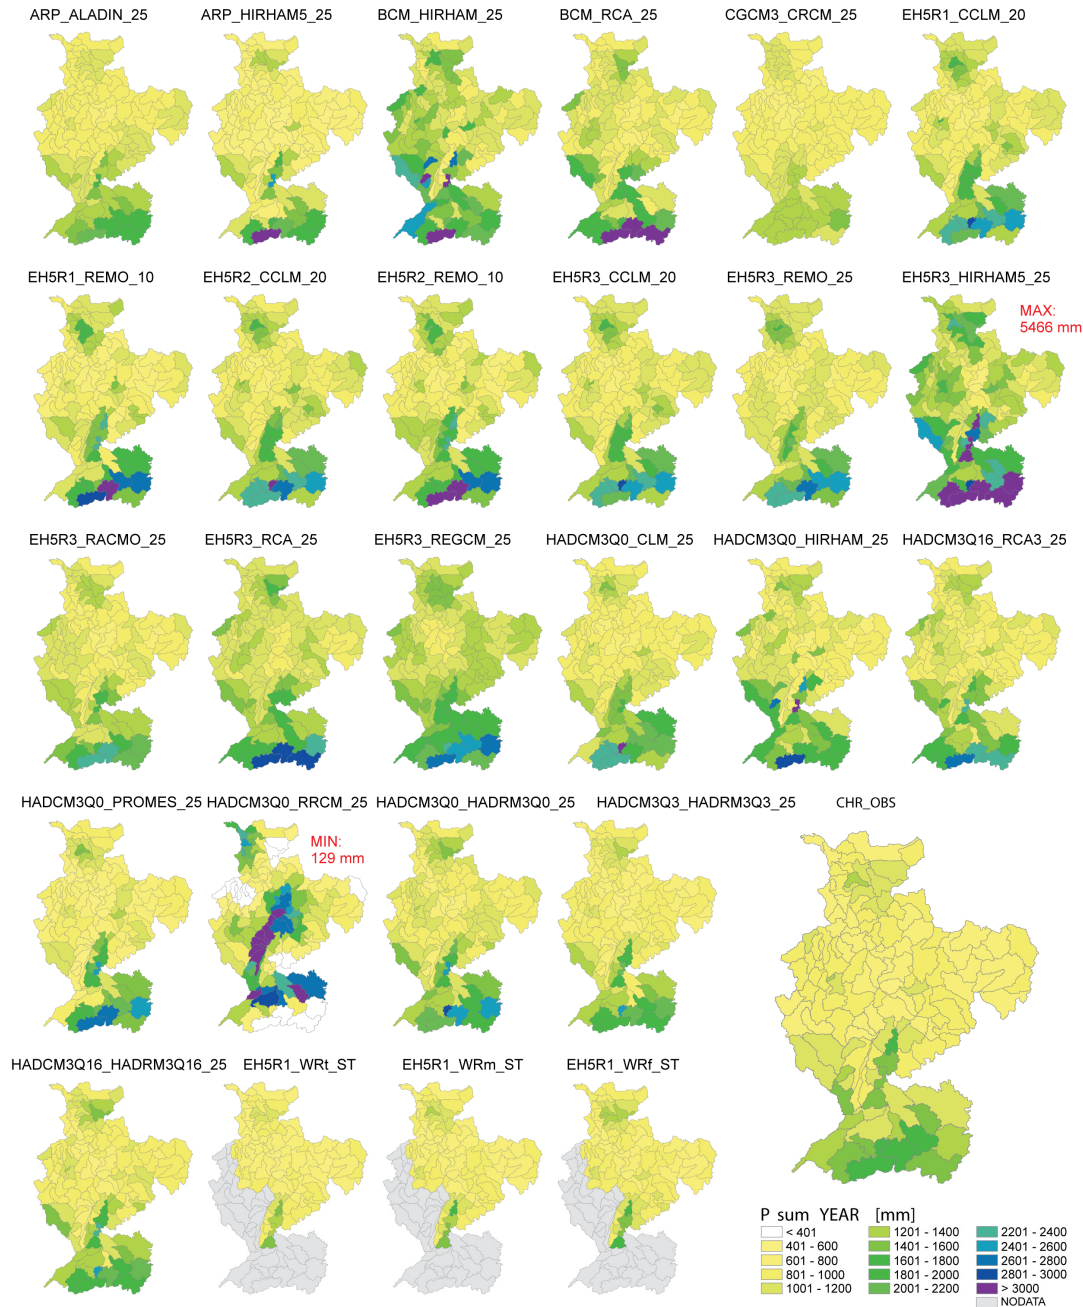 ARP_ALADIN_25 ARP_HIRHAM5_25 BCM_HIRHAM_25 BCM_RCA_25 CGCM3_CRCM_25 EH5R1_CCLM_20
EH5R1_REMO_10 EH5R2_CCLM_20 EH5R2_REMO_10 EH5R3_CCLM_20 EH5R3_REMO_25 EH5R3_HIRHAM5_25
MAX:
5466 mm
EH5R3_RACMO_25 EH5R3_RCA_25 EH5R3_REGCM_25 HADCM3Q0_CLM_25 HADCM3Q0_HIRHAM_25 HADCM3Q16_RCA3_25
HADCM3Q0_PROMES_25 HADCM3Q0_RRCM_25 HADCM3Q0_HADRM3Q0_25 HADCM3Q3_HADRM3Q3_25 CHR_OBS
MIN:
129 mm
HADCM3Q16_HADRM3Q16_25 EH5R1_WRt_ST EH5R1_WRm_ST EH5R1_WRf_ST
P sum YEAR [mm]
< 401
401 - 600
601 - 800
801 - 1000
1001 - 1200
1201 - 1400
1401 - 1600
1601 - 1800
1801 - 2000
2001 - 2200
2201 - 2400
2401 - 2600
2601 - 2800
2801 - 3000
> 3000
NODATA